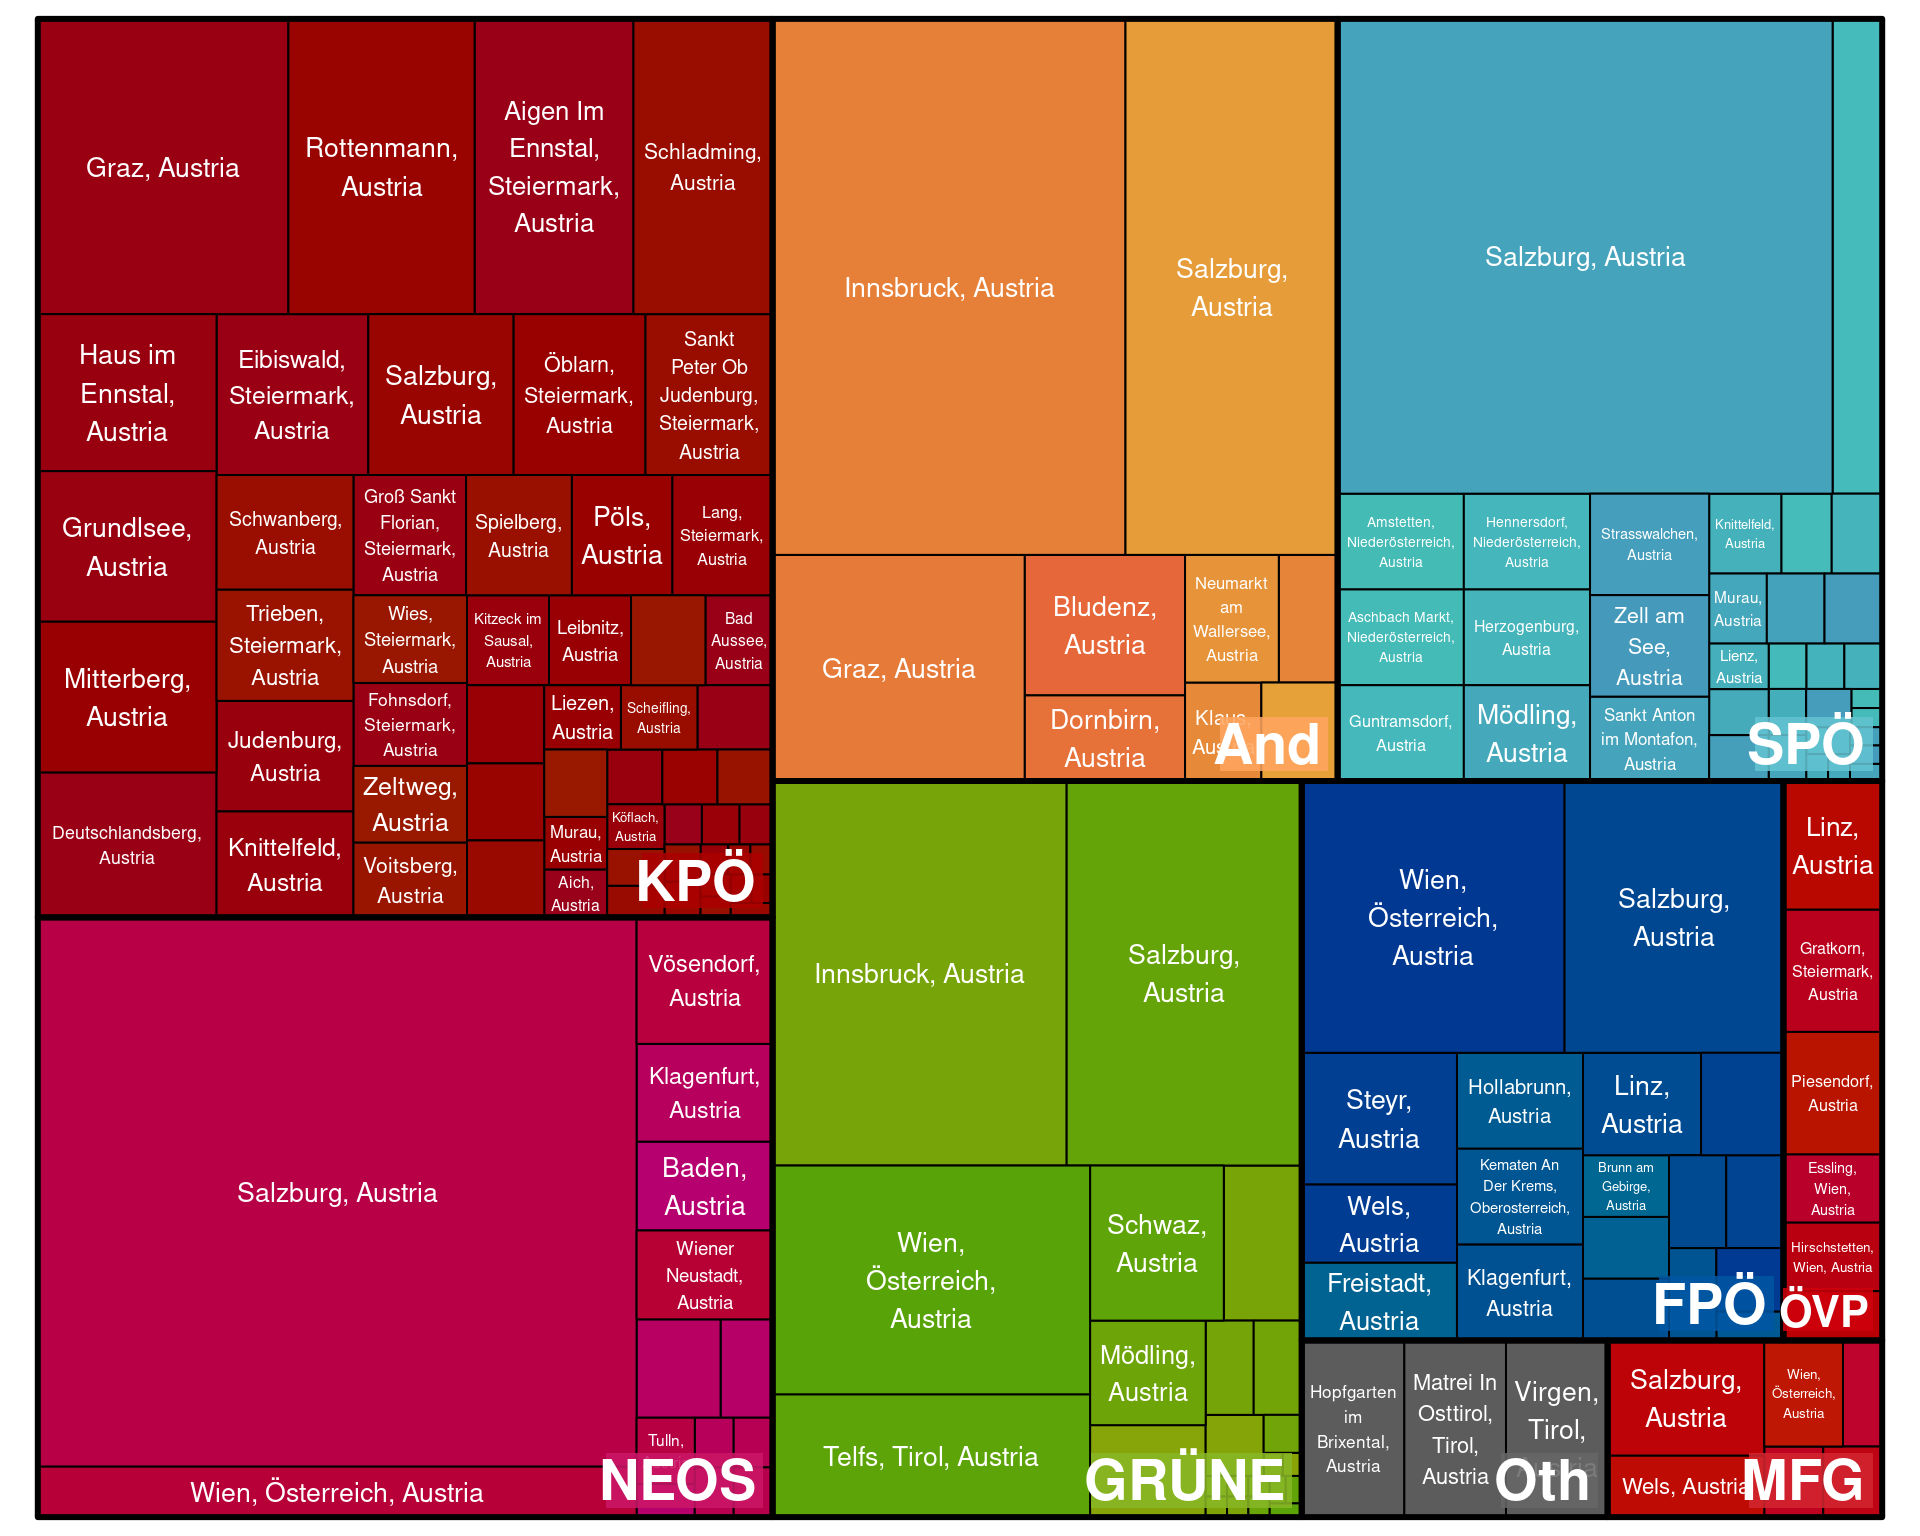 Graz, Austria
Rottenmann,
Austria
Aigen Im
Ennstal,
Steiermark,
Austria
Schladming,
Austria
Haus im
Ennstal,
Austria
Eibiswald,
Steiermark,
Austria
Salzburg,
Austria
Öblarn,
Steiermark,
Austria
Sankt
Peter Ob
Judenburg,
Steiermark,
Austria
Grundlsee,
Austria
Schwanberg,
Austria
Groß Sankt
Florian,
Steiermark,
Austria
Spielberg,
Austria
Pöls,
Austria
Lang,
Steiermark,
Austria
Mitterberg,
Austria
Trieben,
Steiermark,
Austria
Wies,
Steiermark,
Austria
Kitzeck im
Sausal,
Austria
Leibnitz,
Austria
Bad
Aussee,
Austria
Judenburg,
Austria
Fohnsdorf,
Steiermark,
Austria
Liezen,
Austria
Scheifling,
Austria
Deutschlandsberg,
Austria
Knittelfeld,
Austria
Zeltweg,
Austria
Voitsberg,
Austria
Murau,
Austria
Köflach,
Austria
Aich,
Austria
KPÖ
Salzburg, Austria
Vösendorf,
Austria
Klagenfurt,
Austria
Baden,
Austria
Wiener
Neustadt,
Austria
Tulln,
Wien, Österreich, Austria
NEOS
Innsbruck, Austria
Salzburg,
Austria
Graz, Austria
Bludenz,
Austria
Dornbirn,
Austria
Neumarkt
am
Wallersee,
Austria
Klaus,
And
Innsbruck, Austria
Salzburg,
Austria
Wien,
Österreich,
Austria
Telfs, Tirol, Austria
Schwaz,
Austria
Mödling,
Austria
GRÜNE
Salzburg, Austria
Amstetten,
Niederösterreich,
Austria
Hennersdorf,
Niederösterreich,
Austria
Strasswalchen,
Austria
Knittelfeld,
Austria
Aschbach Markt,
Niederösterreich,
Austria
Herzogenburg,
Austria
Zell am
See,
Austria
Murau,
Austria
Lienz,
Austria
Guntramsdorf,
Austria
Mödling,
Austria
Sankt Anton
im Montafon,
Austria
SPÖ
Wien,
Österreich,
Austria
Salzburg,
Austria
Steyr,
Austria
Hollabrunn,
Austria
Linz,
Austria
Wels,
Austria
Kematen An
Der Krems,
Oberosterreich,
Austria
Brunn am
Gebirge,
Austria
Freistadt,
Austria
Klagenfurt,
Austria
FPÖ
Linz,
Austria
Gratkorn,
Steiermark,
Austria
Piesendorf,
Austria
Essling,
Wien,
Austria
Hirschstetten,
Wien, Austria
ÖVP
Hopfgarten
im
Brixental,
Austria
Matrei In
Osttirol,
Tirol,
Austria
Virgen,
Tirol,
Austria
Oth
Salzburg,
Austria
Wien,
Österreich,
Austria
Wels, Austria
MFG